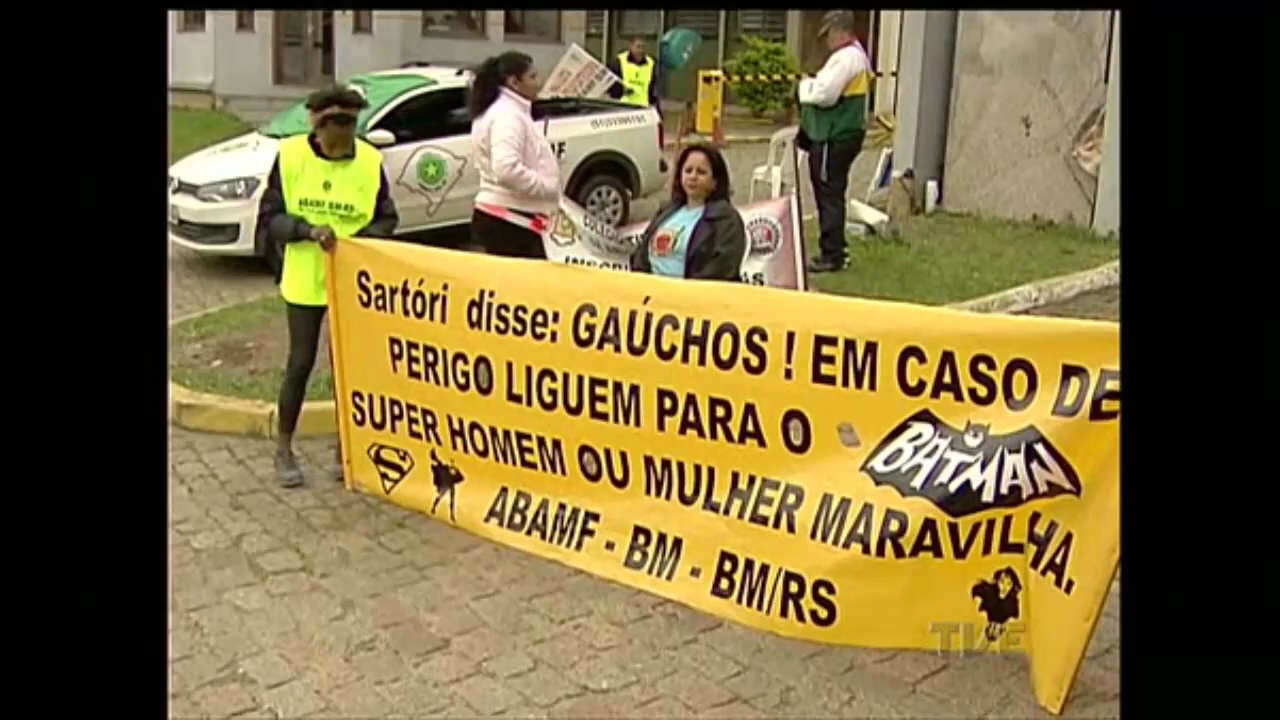 Sartóri disse: GAÚCHOS ! EM CASO DE
PERIGO LIGUEM PARA O BATMAN
SUPER HOMEM OU MULHER MARAVILHA.
ABAMF - BM - BM/RS
TVE